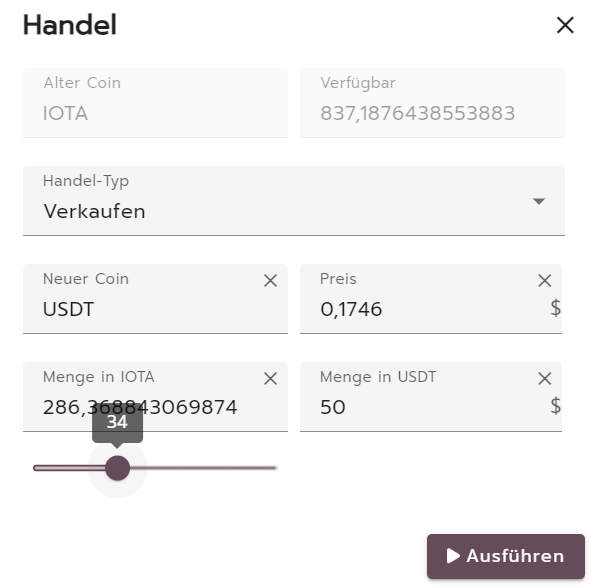 Handel
Alter Coin
IOTA
Verfügbar
837,1876438553883
Handel-Typ
Verkaufen
Neuer Coin
USDT
Preis
0,1746
$
Menge in IOTA
286,368843069874
Menge in USDT
50
$
34
Ausführen